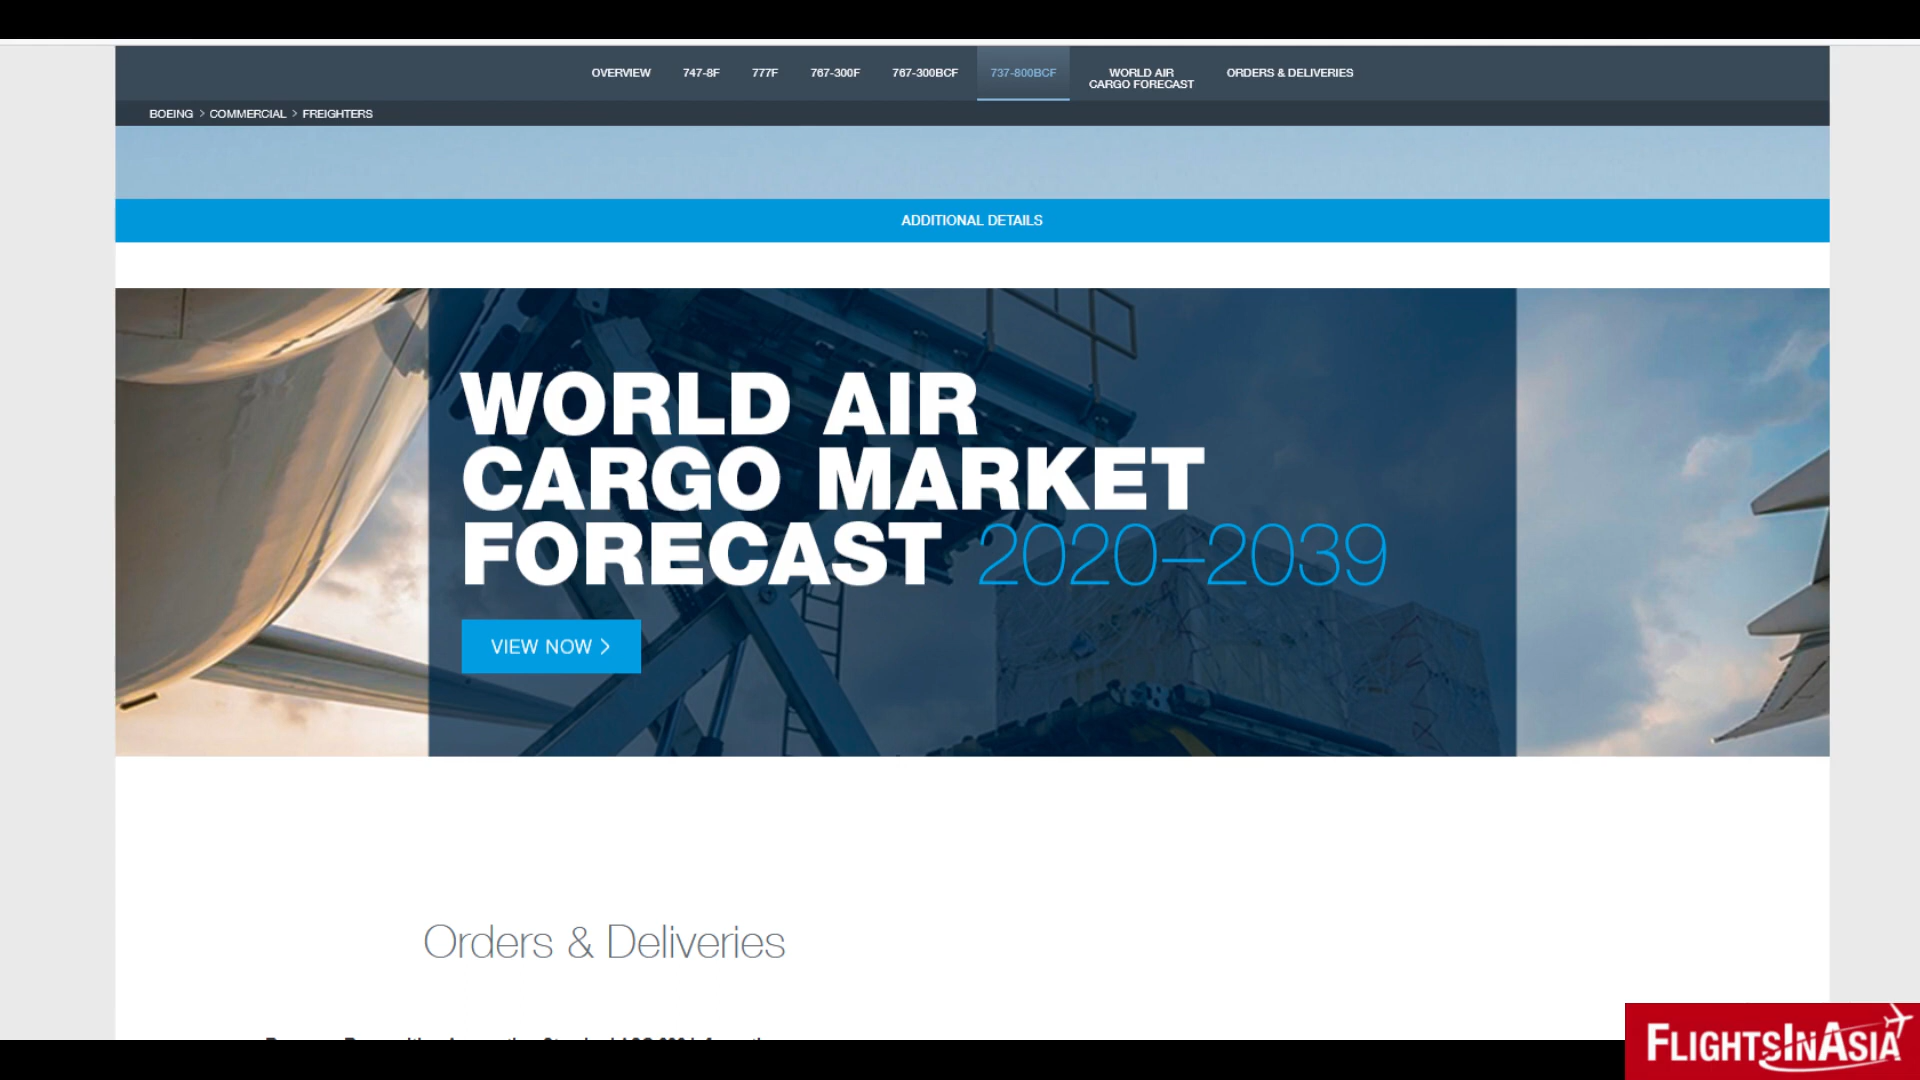 OVERVIEW
747-8F
777F
767-300F
767-300BCF
737-800BCF
WORLD AIR
CARGO FORECAST
ORDERS & DELIVERIES
BOEING > COMMERCIAL > FREIGHTERS
ADDITIONAL DETAILS
WORLD AIR
CARGO MARKET
FORECAST 2020–2039
VIEW NOW >
Orders & Deliveries
FLIGHTSINASIA